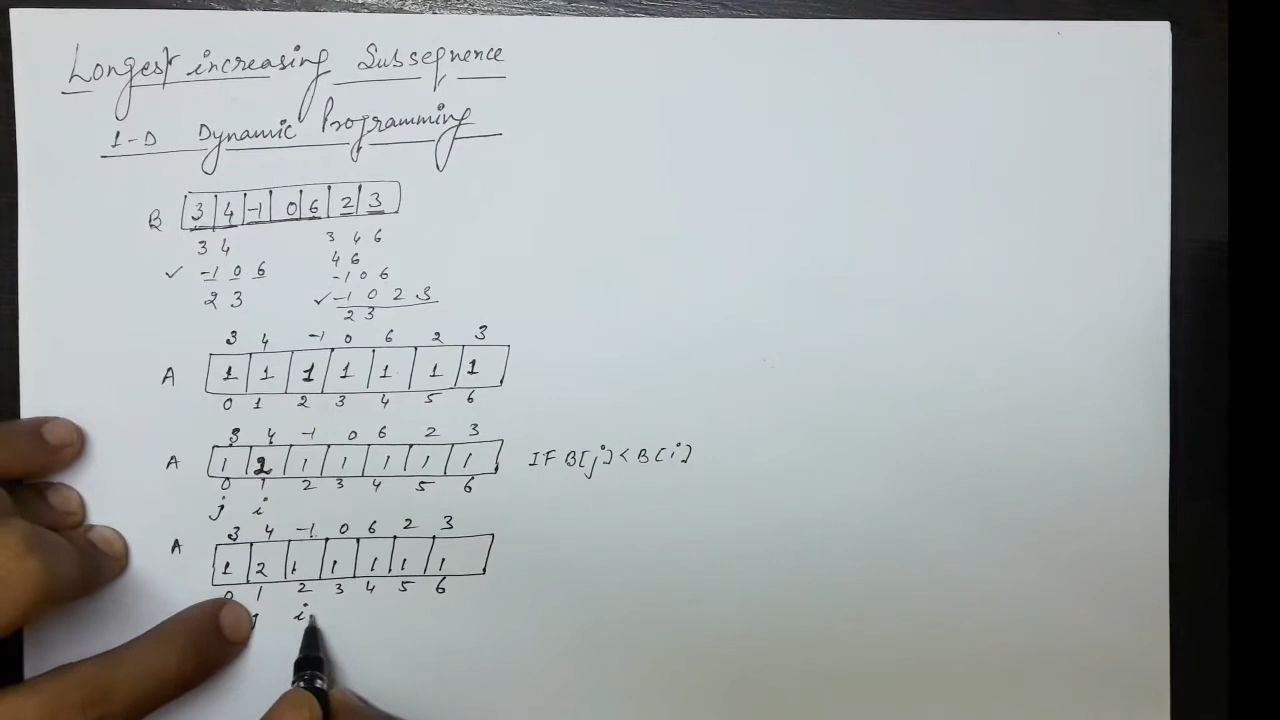 Longest increasing Subseqnence
1-D Dynamic Programming
B 3 4 -1 0 6 2 3
3 4 3 4 6
4 6
✓ -1 0 6 -1 0 6
2 3 ✓ -1 0 2 3
2 3
3 4 -1 0 6 2 3
A 1 1 1 1 1 1 1
0 1 2 3 4 5 6
3 4 -1 0 6 2 3
A 1 2 1 1 1 1 1 IF B[j]<B[i]
0 1 2 3 4 5 6
j i
3 4 -1 0 6 2 3
A 1 2 1 1 1 1 1
0 1 2 3 4 5 6
j i